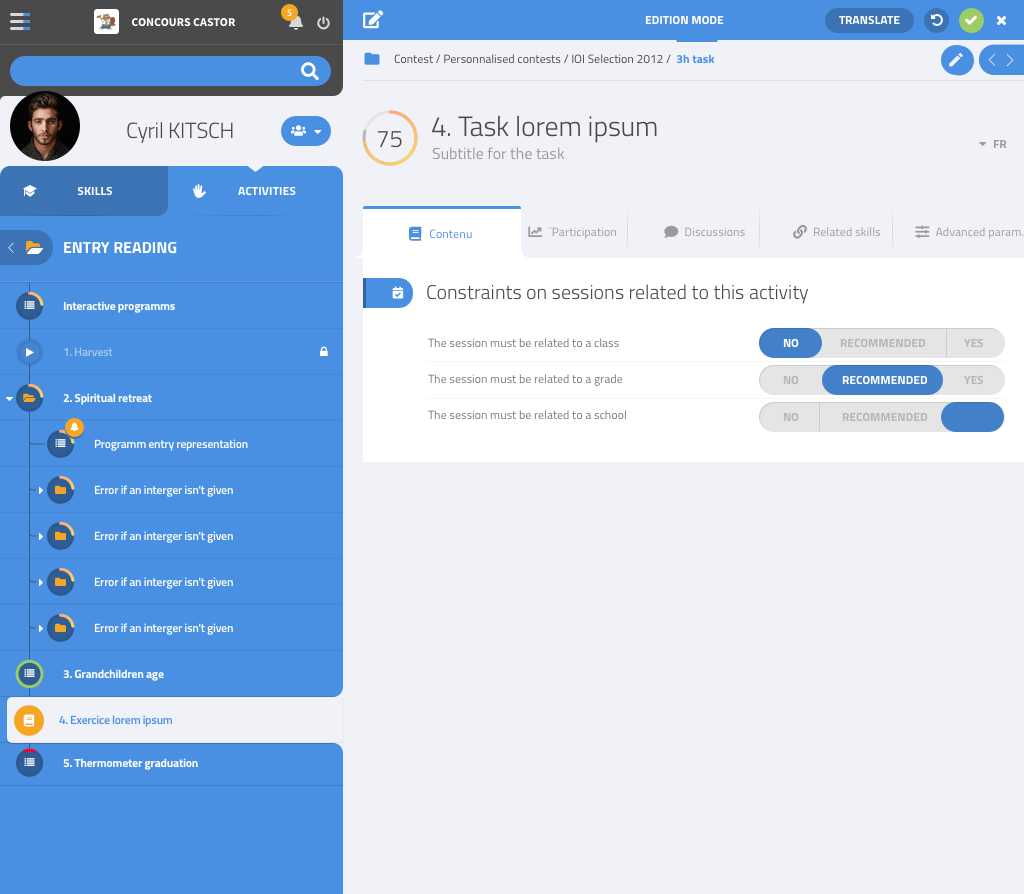 CONCOURS CASTOR
5
EDITION MODE
TRANSLATE
Contest / Personnalised contests / IOI Selection 2012 / 3h task
Cyril KITSCH
75
4. Task lorem ipsum
Subtitle for the task
FR
SKILLS
ACTIVITIES
ENTRY READING
Interactive programms
1. Harvest
2. Spiritual retreat
Programm entry representation
Error if an interger isn't given
Error if an interger isn't given
Error if an interger isn't given
Error if an interger isn't given
3. Grandchildren age
4. Exercice lorem ipsum
5. Thermometer graduation
Contenu
Participation
Discussions
Related skills
Advanced param.
Constraints on sessions related to this activity
The session must be related to a class
NO RECOMMENDED YES
The session must be related to a grade
NO RECOMMENDED YES
The session must be related to a school
NO RECOMMENDED